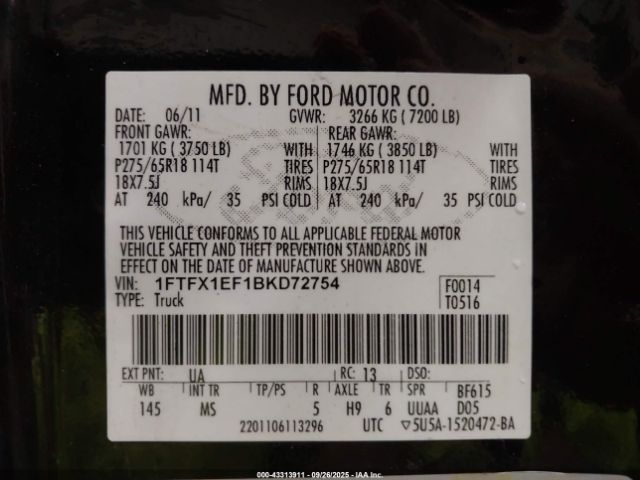 MFD. BY FORD MOTOR CO.
DATE: 06/11 GVWR: 3266 KG ( 7200 LB)
FRONT GAWR: REAR GAWR:
1701 KG ( 3750 LB) WITH 1746 KG ( 3850 LB) WITH
P275/65R18 114T TIRES P275/65R18 114T TIRES
18X7.5J RIMS 18X7.5J RIMS
AT 240 kPa/ 35 PSI COLD AT 240 kPa/ 35 PSI COLD
THIS VEHICLE CONFORMS TO ALL APPLICABLE FEDERAL MOTOR
VEHICLE SAFETY AND THEFT PREVENTION STANDARDS IN
EFFECT ON THE DATE OF MANUFACTURE SHOWN ABOVE.
VIN: 1FTFX1EF1BKD72754 F0014
TYPE: Truck T0516
EXT PNT: UA RC: 13 DSO:
WB INT TR TP/PS R AXLE TR SPR BF615
145 MS 5 H9 6 UUAA D05
2201106113296 UTC 5U5A-1520472-BA
000-43313911 - 09/26/2025 - IAA Inc.